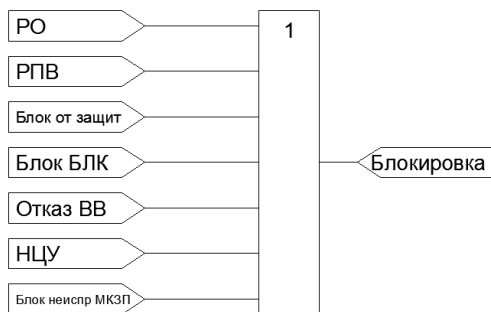 РО
1
РПВ
Блок от защит
Блок БЛК
Блокировка
Отказ ВВ
НЦУ
Блок неиспр МКЗП